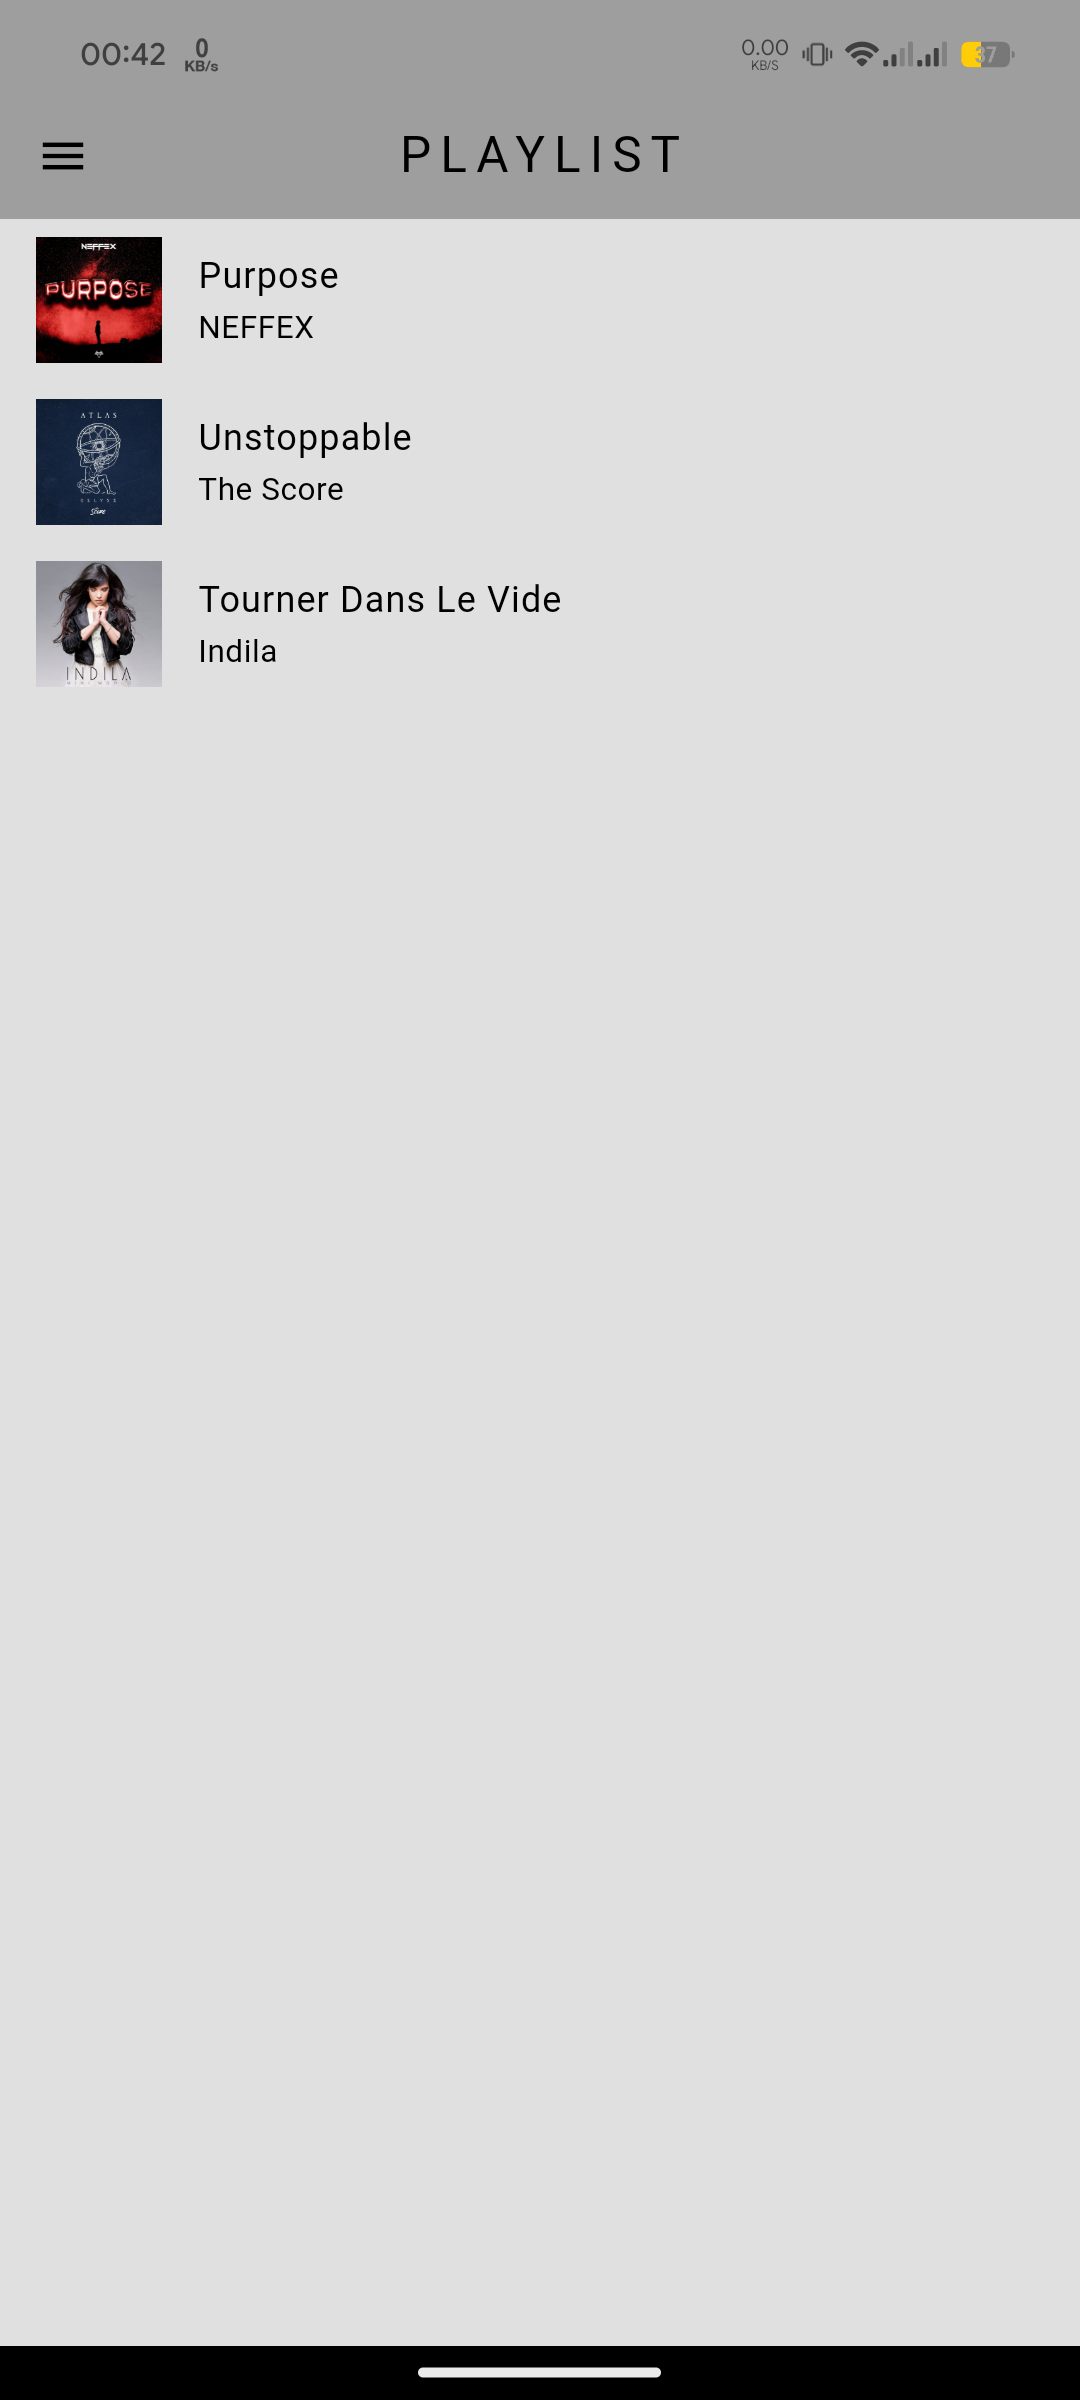 00:42 0 KB/s 0.00 KB/S 37
PLAYLIST
NEFFEX
PURPOSE
Purpose
NEFFEX
ATLAS
Score
Unstoppable
The Score
INDILA
Tourner Dans Le Vide
Indila